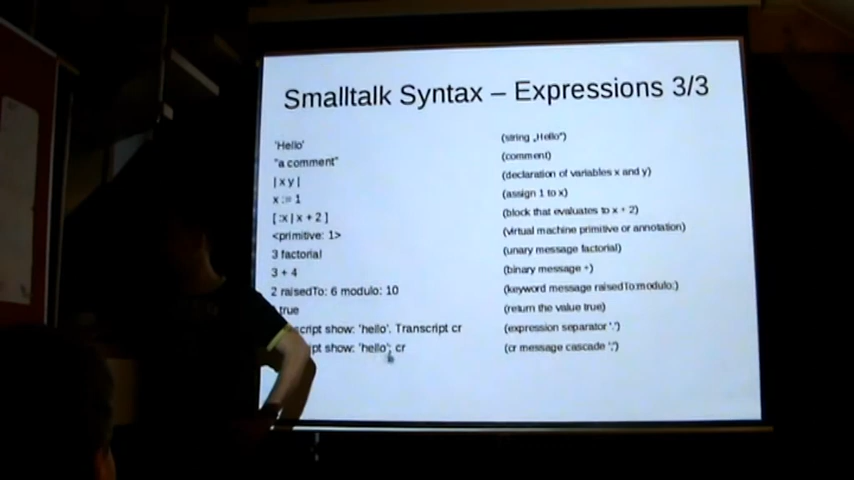 Smalltalk Syntax – Expressions 3/3
'Hello' (string „Hello")
"a comment" (comment)
| x y | (declaration of variables x and y)
x := 1 (assign 1 to x)
[ :x | x + 2 ] (block that evaluates to x + 2)
<primitive: 1> (virtual machine primitive or annotation)
3 factorial (unary message factorial)
3 + 4 (binary message +)
2 raisedTo: 6 modulo: 10 (keyword message raisedTo:modulo:)
true (return the value true)
script show: 'hello'. Transcript cr (expression separator '.')
ipt show: 'hello'; cr (cr message cascade ';')